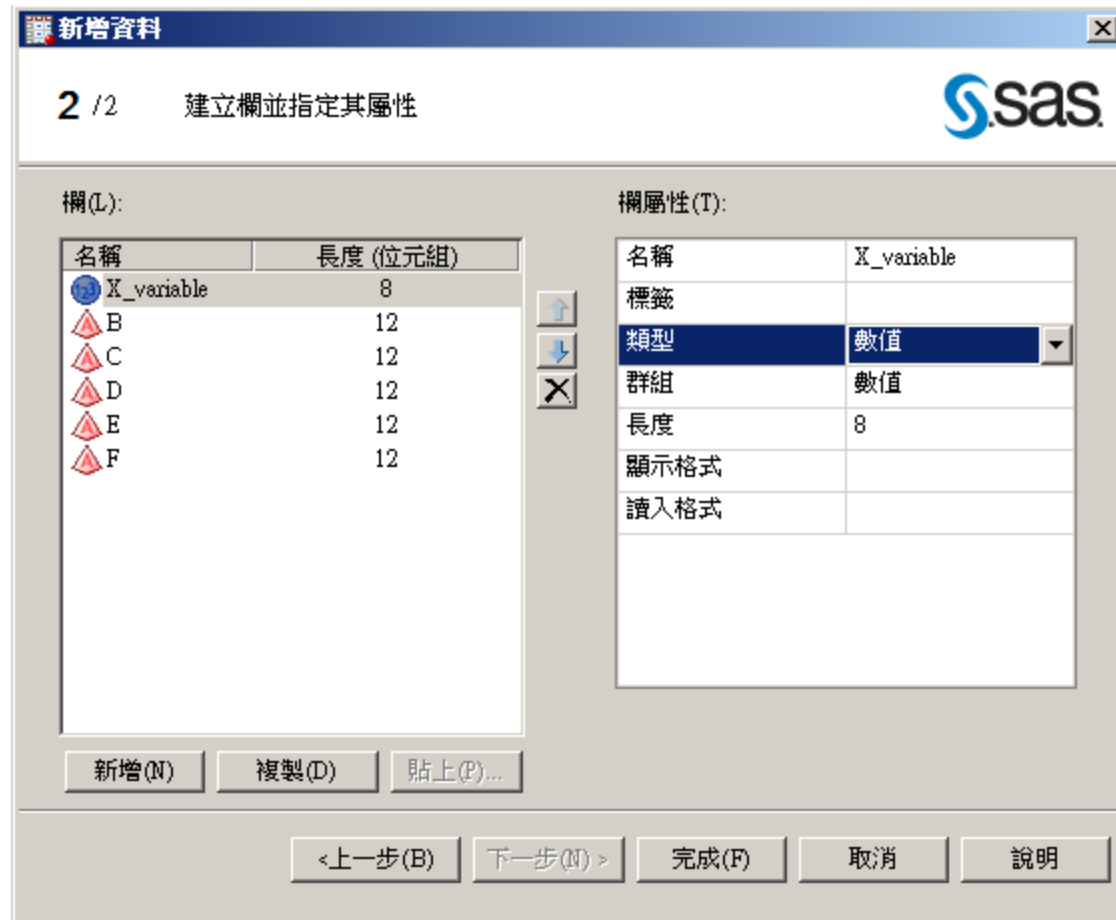 新增資料
2 /2 建立欄並指定其屬性
sas
欄(L):
名稱 長度 (位元組)
123 X_variable 8
A B 12
A C 12
A D 12
A E 12
A F 12
新增(N) 複製(D) 貼上(P)...
欄屬性(T):
名稱 X_variable
標籤
類型 數值
群組 數值
長度 8
顯示格式
讀入格式
<上一步(B) 下一步(N) > 完成(F) 取消 說明